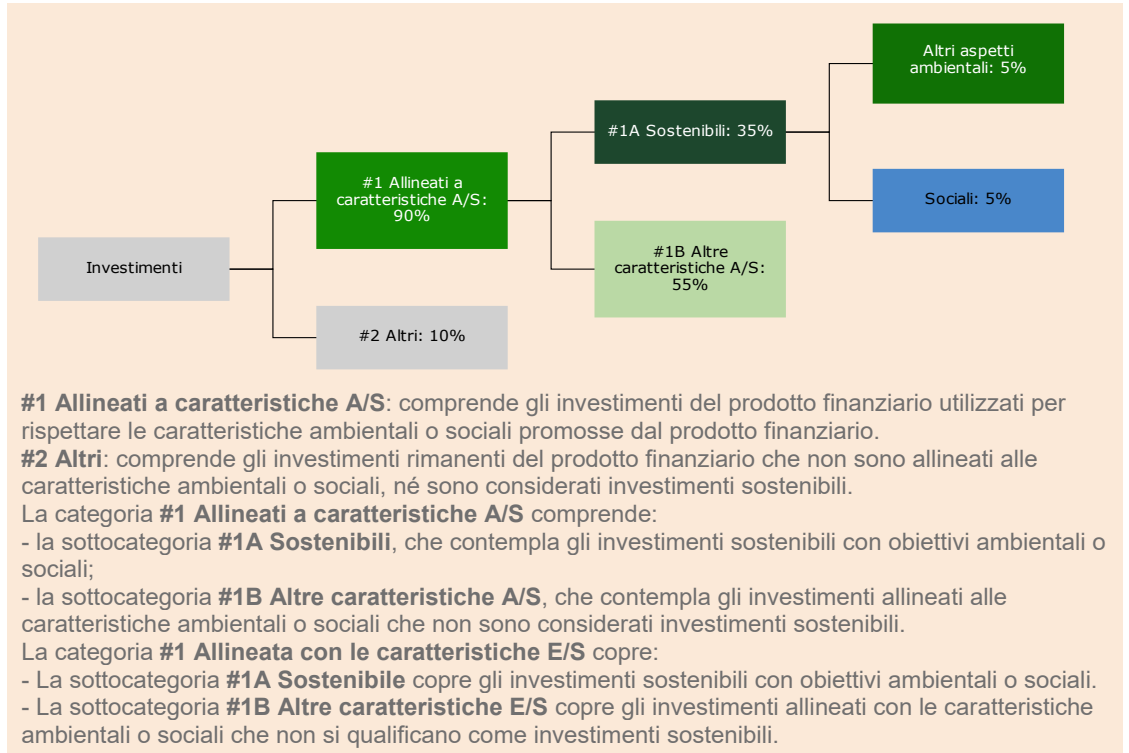 Altri aspetti
ambientali: 5%
#1A Sostenibili: 35%
#1 Allineati a
caratteristiche A/S:
90%
Sociali: 5%
#1B Altre
caratteristiche A/S:
55%
Investimenti
#2 Altri: 10%
#1 Allineati a caratteristiche A/S: comprende gli investimenti del prodotto finanziario utilizzati per
rispettare le caratteristiche ambientali o sociali promosse dal prodotto finanziario.
#2 Altri: comprende gli investimenti rimanenti del prodotto finanziario che non sono allineati alle
caratteristiche ambientali o sociali, né sono considerati investimenti sostenibili.
La categoria #1 Allineati a caratteristiche A/S comprende:
- la sottocategoria #1A Sostenibili, che contempla gli investimenti sostenibili con obiettivi ambientali o
sociali;
- la sottocategoria #1B Altre caratteristiche A/S, che contempla gli investimenti allineati alle
caratteristiche ambientali o sociali che non sono considerati investimenti sostenibili.
La categoria #1 Allineata con le caratteristiche E/S copre:
- La sottocategoria #1A Sostenibile copre gli investimenti sostenibili con obiettivi ambientali o sociali.
- La sottocategoria #1B Altre caratteristiche E/S copre gli investimenti allineati con le caratteristiche
ambientali o sociali che non si qualificano come investimenti sostenibili.